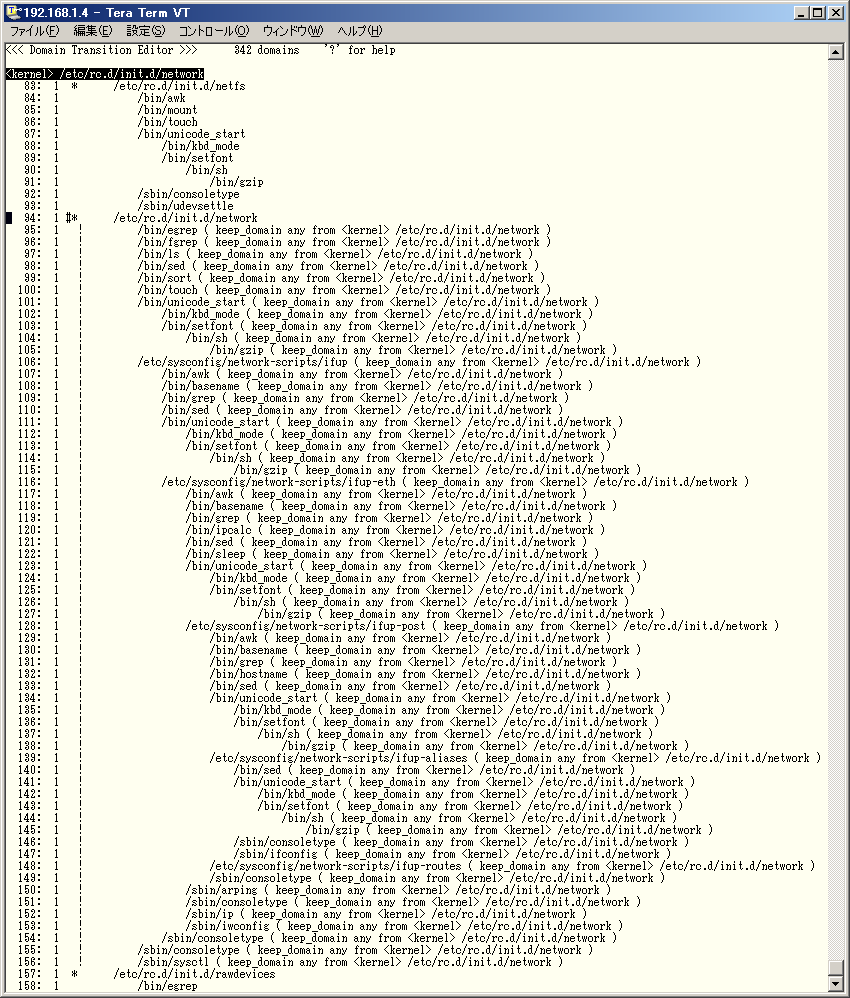 192.168.1.4 - Tera Term VT
ファイル(F) 編集(E) 設定(S) コントロール(O) ウィンドウ(W) ヘルプ(H)
<<< Domain Transition Editor >>>      342 domains    '?' for help
<kernel> /etc/rc.d/init.d/network
83:  1  *     /etc/rc.d/init.d/netfs
84:  1            /bin/awk
85:  1            /bin/mount
86:  1            /bin/touch
87:  1            /bin/unicode_start
88:  1                /bin/kbd_mode
89:  1                /bin/setfont
90:  1                    /bin/sh
91:  1                        /bin/gzip
92:  1            /sbin/consoletype
93:  1            /sbin/udevsettle
94:  1 #*     /etc/rc.d/init.d/network
95:  1  !         /bin/egrep ( keep_domain any from <kernel> /etc/rc.d/init.d/network )
96:  1  !         /bin/fgrep ( keep_domain any from <kernel> /etc/rc.d/init.d/network )
97:  1  !         /bin/ls ( keep_domain any from <kernel> /etc/rc.d/init.d/network )
98:  1  !         /bin/sed ( keep_domain any from <kernel> /etc/rc.d/init.d/network )
99:  1  !         /bin/sort ( keep_domain any from <kernel> /etc/rc.d/init.d/network )
100:  1  !         /bin/touch ( keep_domain any from <kernel> /etc/rc.d/init.d/network )
101:  1  !         /bin/unicode_start ( keep_domain any from <kernel> /etc/rc.d/init.d/network )
102:  1  !             /bin/kbd_mode ( keep_domain any from <kernel> /etc/rc.d/init.d/network )
103:  1  !             /bin/setfont ( keep_domain any from <kernel> /etc/rc.d/init.d/network )
104:  1  !                 /bin/sh ( keep_domain any from <kernel> /etc/rc.d/init.d/network )
105:  1  !                     /bin/gzip ( keep_domain any from <kernel> /etc/rc.d/init.d/network )
106:  1  !         /etc/sysconfig/network-scripts/ifup ( keep_domain any from <kernel> /etc/rc.d/init.d/network )
107:  1  !             /bin/awk ( keep_domain any from <kernel> /etc/rc.d/init.d/network )
108:  1  !             /bin/basename ( keep_domain any from <kernel> /etc/rc.d/init.d/network )
109:  1  !             /bin/grep ( keep_domain any from <kernel> /etc/rc.d/init.d/network )
110:  1  !             /bin/sed ( keep_domain any from <kernel> /etc/rc.d/init.d/network )
111:  1  !             /bin/unicode_start ( keep_domain any from <kernel> /etc/rc.d/init.d/network )
112:  1  !                 /bin/kbd_mode ( keep_domain any from <kernel> /etc/rc.d/init.d/network )
113:  1  !                 /bin/setfont ( keep_domain any from <kernel> /etc/rc.d/init.d/network )
114:  1  !                     /bin/sh ( keep_domain any from <kernel> /etc/rc.d/init.d/network )
115:  1  !                         /bin/gzip ( keep_domain any from <kernel> /etc/rc.d/init.d/network )
116:  1  !             /etc/sysconfig/network-scripts/ifup-eth ( keep_domain any from <kernel> /etc/rc.d/init.d/network )
117:  1  !                 /bin/awk ( keep_domain any from <kernel> /etc/rc.d/init.d/network )
118:  1  !                 /bin/basename ( keep_domain any from <kernel> /etc/rc.d/init.d/network )
119:  1  !                 /bin/grep ( keep_domain any from <kernel> /etc/rc.d/init.d/network )
120:  1  !                 /bin/ipcalc ( keep_domain any from <kernel> /etc/rc.d/init.d/network )
121:  1  !                 /bin/sed ( keep_domain any from <kernel> /etc/rc.d/init.d/network )
122:  1  !                 /bin/sleep ( keep_domain any from <kernel> /etc/rc.d/init.d/network )
123:  1  !                 /bin/unicode_start ( keep_domain any from <kernel> /etc/rc.d/init.d/network )
124:  1  !                     /bin/kbd_mode ( keep_domain any from <kernel> /etc/rc.d/init.d/network )
125:  1  !                     /bin/setfont ( keep_domain any from <kernel> /etc/rc.d/init.d/network )
126:  1  !                         /bin/sh ( keep_domain any from <kernel> /etc/rc.d/init.d/network )
127:  1  !                             /bin/gzip ( keep_domain any from <kernel> /etc/rc.d/init.d/network )
128:  1  !                 /etc/sysconfig/network-scripts/ifup-post ( keep_domain any from <kernel> /etc/rc.d/init.d/network )
129:  1  !                     /bin/awk ( keep_domain any from <kernel> /etc/rc.d/init.d/network )
130:  1  !                     /bin/basename ( keep_domain any from <kernel> /etc/rc.d/init.d/network )
131:  1  !                     /bin/grep ( keep_domain any from <kernel> /etc/rc.d/init.d/network )
132:  1  !                     /bin/hostname ( keep_domain any from <kernel> /etc/rc.d/init.d/network )
133:  1  !                     /bin/sed ( keep_domain any from <kernel> /etc/rc.d/init.d/network )
134:  1  !                     /bin/unicode_start ( keep_domain any from <kernel> /etc/rc.d/init.d/network )
135:  1  !                         /bin/kbd_mode ( keep_domain any from <kernel> /etc/rc.d/init.d/network )
136:  1  !                         /bin/setfont ( keep_domain any from <kernel> /etc/rc.d/init.d/network )
137:  1  !                             /bin/sh ( keep_domain any from <kernel> /etc/rc.d/init.d/network )
138:  1  !                                 /bin/gzip ( keep_domain any from <kernel> /etc/rc.d/init.d/network )
139:  1  !                     /etc/sysconfig/network-scripts/ifup-aliases ( keep_domain any from <kernel> /etc/rc.d/init.d/network )
140:  1  !                         /bin/sed ( keep_domain any from <kernel> /etc/rc.d/init.d/network )
141:  1  !                         /bin/unicode_start ( keep_domain any from <kernel> /etc/rc.d/init.d/network )
142:  1  !                             /bin/kbd_mode ( keep_domain any from <kernel> /etc/rc.d/init.d/network )
143:  1  !                             /bin/setfont ( keep_domain any from <kernel> /etc/rc.d/init.d/network )
144:  1  !                                 /bin/sh ( keep_domain any from <kernel> /etc/rc.d/init.d/network )
145:  1  !                                     /bin/gzip ( keep_domain any from <kernel> /etc/rc.d/init.d/network )
146:  1  !                         /sbin/consoletype ( keep_domain any from <kernel> /etc/rc.d/init.d/network )
147:  1  !                         /sbin/ifconfig ( keep_domain any from <kernel> /etc/rc.d/init.d/network )
148:  1  !                     /etc/sysconfig/network-scripts/ifup-routes ( keep_domain any from <kernel> /etc/rc.d/init.d/network )
149:  1  !                     /sbin/consoletype ( keep_domain any from <kernel> /etc/rc.d/init.d/network )
150:  1  !                 /sbin/arping ( keep_domain any from <kernel> /etc/rc.d/init.d/network )
151:  1  !                 /sbin/consoletype ( keep_domain any from <kernel> /etc/rc.d/init.d/network )
152:  1  !                 /sbin/ip ( keep_domain any from <kernel> /etc/rc.d/init.d/network )
153:  1  !                 /sbin/iwconfig ( keep_domain any from <kernel> /etc/rc.d/init.d/network )
154:  1  !             /sbin/consoletype ( keep_domain any from <kernel> /etc/rc.d/init.d/network )
155:  1  !         /sbin/consoletype ( keep_domain any from <kernel> /etc/rc.d/init.d/network )
156:  1  !         /sbin/sysctl ( keep_domain any from <kernel> /etc/rc.d/init.d/network )
157:  1  *     /etc/rc.d/init.d/rawdevices
158:  1            /bin/egrep